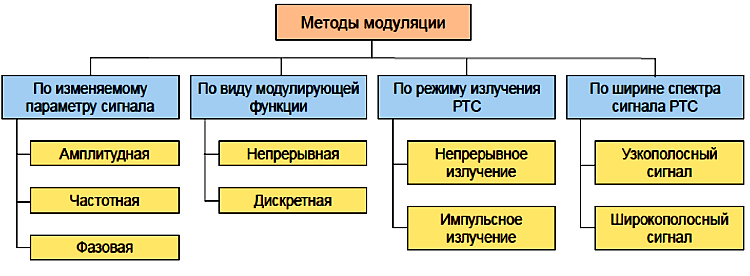 Методы модуляции
По изменяемому
параметру сигнала
Амплитудная
Частотная
Фазовая
По виду модулирующей
функции
Непрерывная
Дискретная
По режиму излучения
РТС
Непрерывное
излучение
Импульсное
излучение
По ширине спектра
сигнала РТС
Узкополосный
сигнал
Широкополосный
сигнал